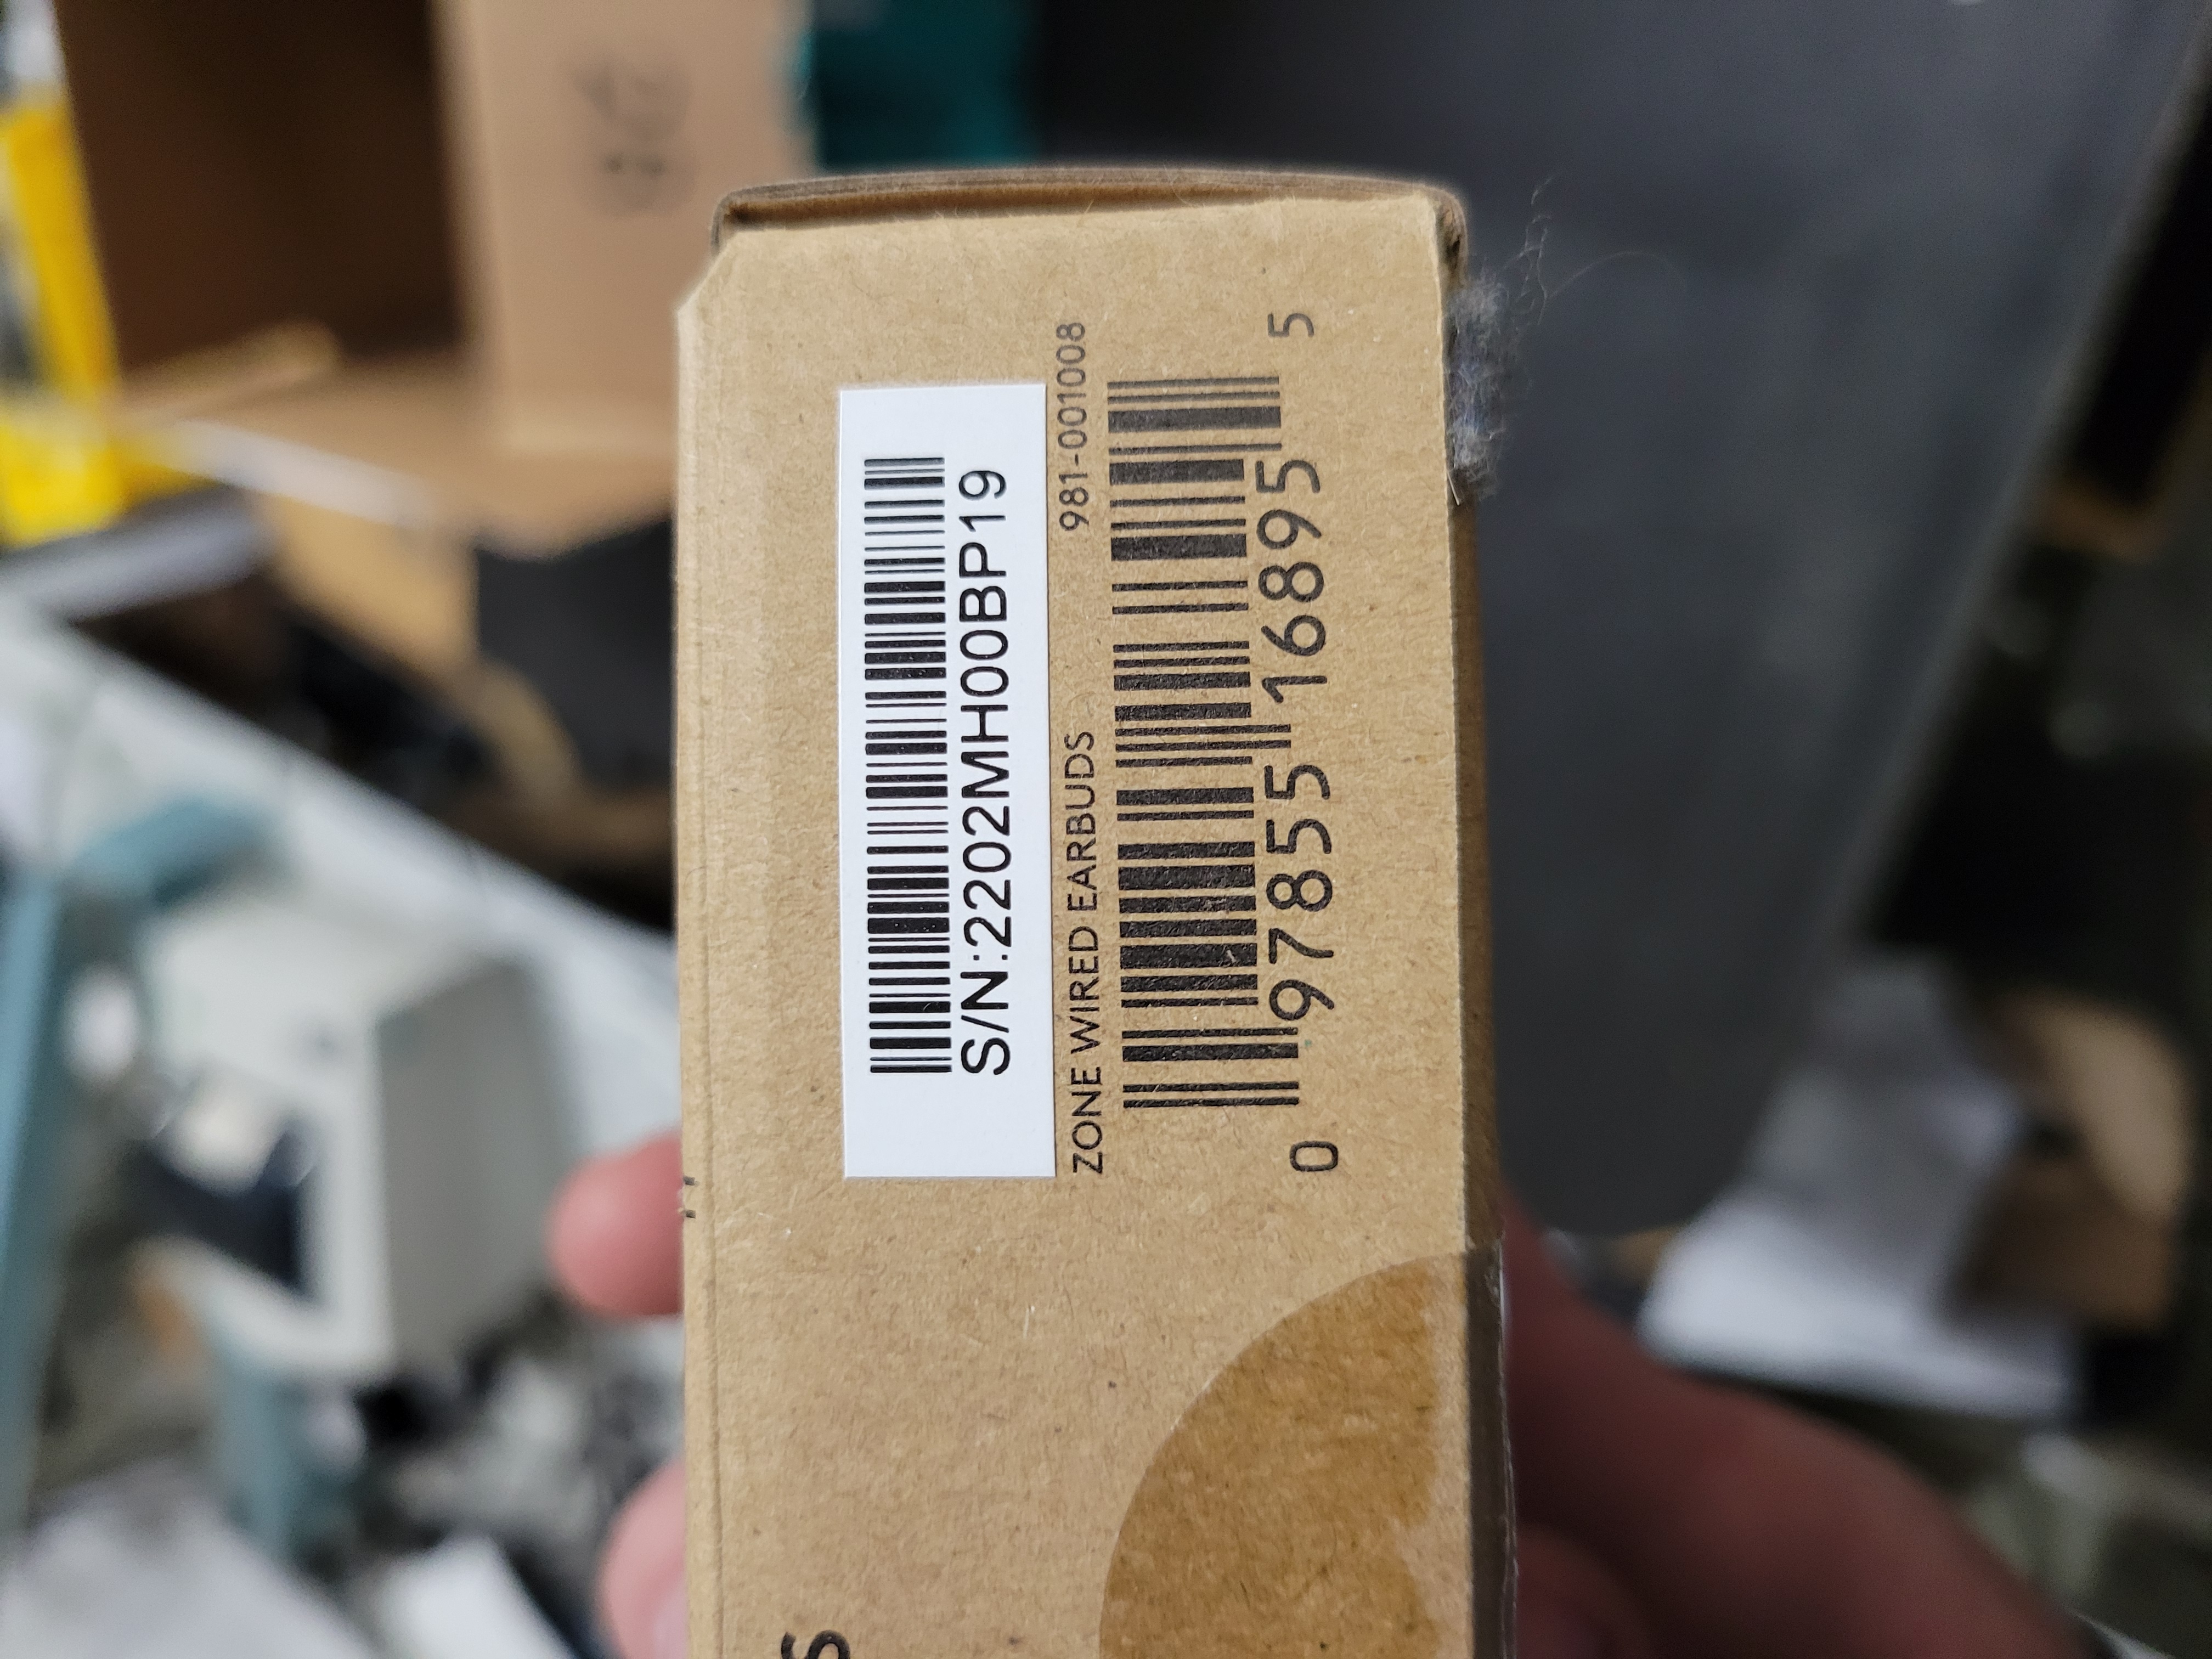 S/N:2202MH00BP19
ZONE WIRED EARBUDS 981-001008
0 97855 16895 5